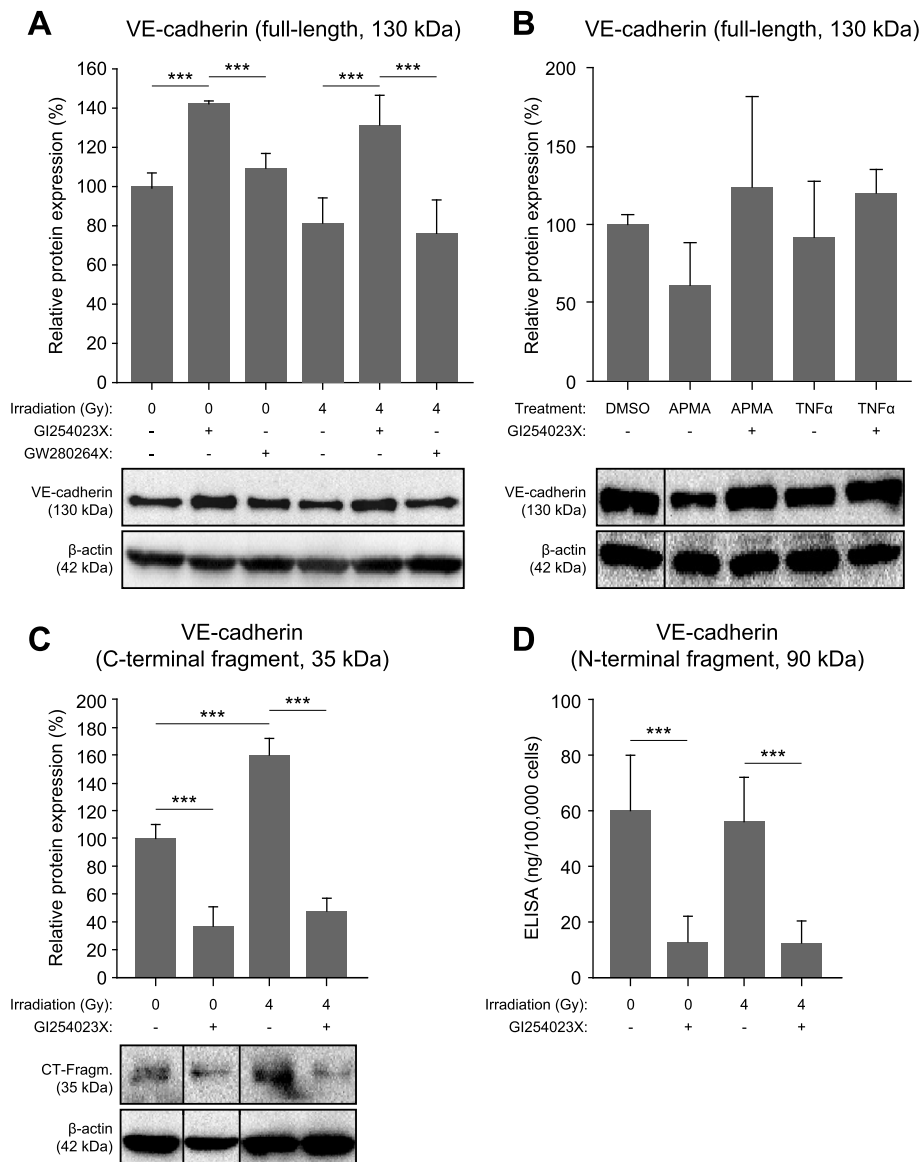 A
VE-cadherin (full-length, 130 kDa)
Relative protein expression (%)
160
140
120
100
80
60
40
20
0
*** *** *** ***
Irradiation (Gy): 0 0 0 4 4 4
GI254023X: - + - - + -
GW280264X: - - + - - +
VE-cadherin
(130 kDa)
β-actin
(42 kDa)
B
VE-cadherin (full-length, 130 kDa)
Relative protein expression (%)
200
150
100
50
0
Treatment: DMSO APMA APMA TNFα TNFα
GI254023X: - - + - +
VE-cadherin
(130 kDa)
β-actin
(42 kDa)
C
VE-cadherin
(C-terminal fragment, 35 kDa)
Relative protein expression (%)
200
180
160
140
120
100
80
60
40
20
0
*** *** ***
Irradiation (Gy): 0 0 4 4
GI254023X: - + - +
CT-Fragm.
(35 kDa)
β-actin
(42 kDa)
D
VE-cadherin
(N-terminal fragment, 90 kDa)
ELISA (ng/100,000 cells)
100
80
60
40
20
0
*** ***
Irradiation (Gy): 0 0 4 4
GI254023X: - + - +